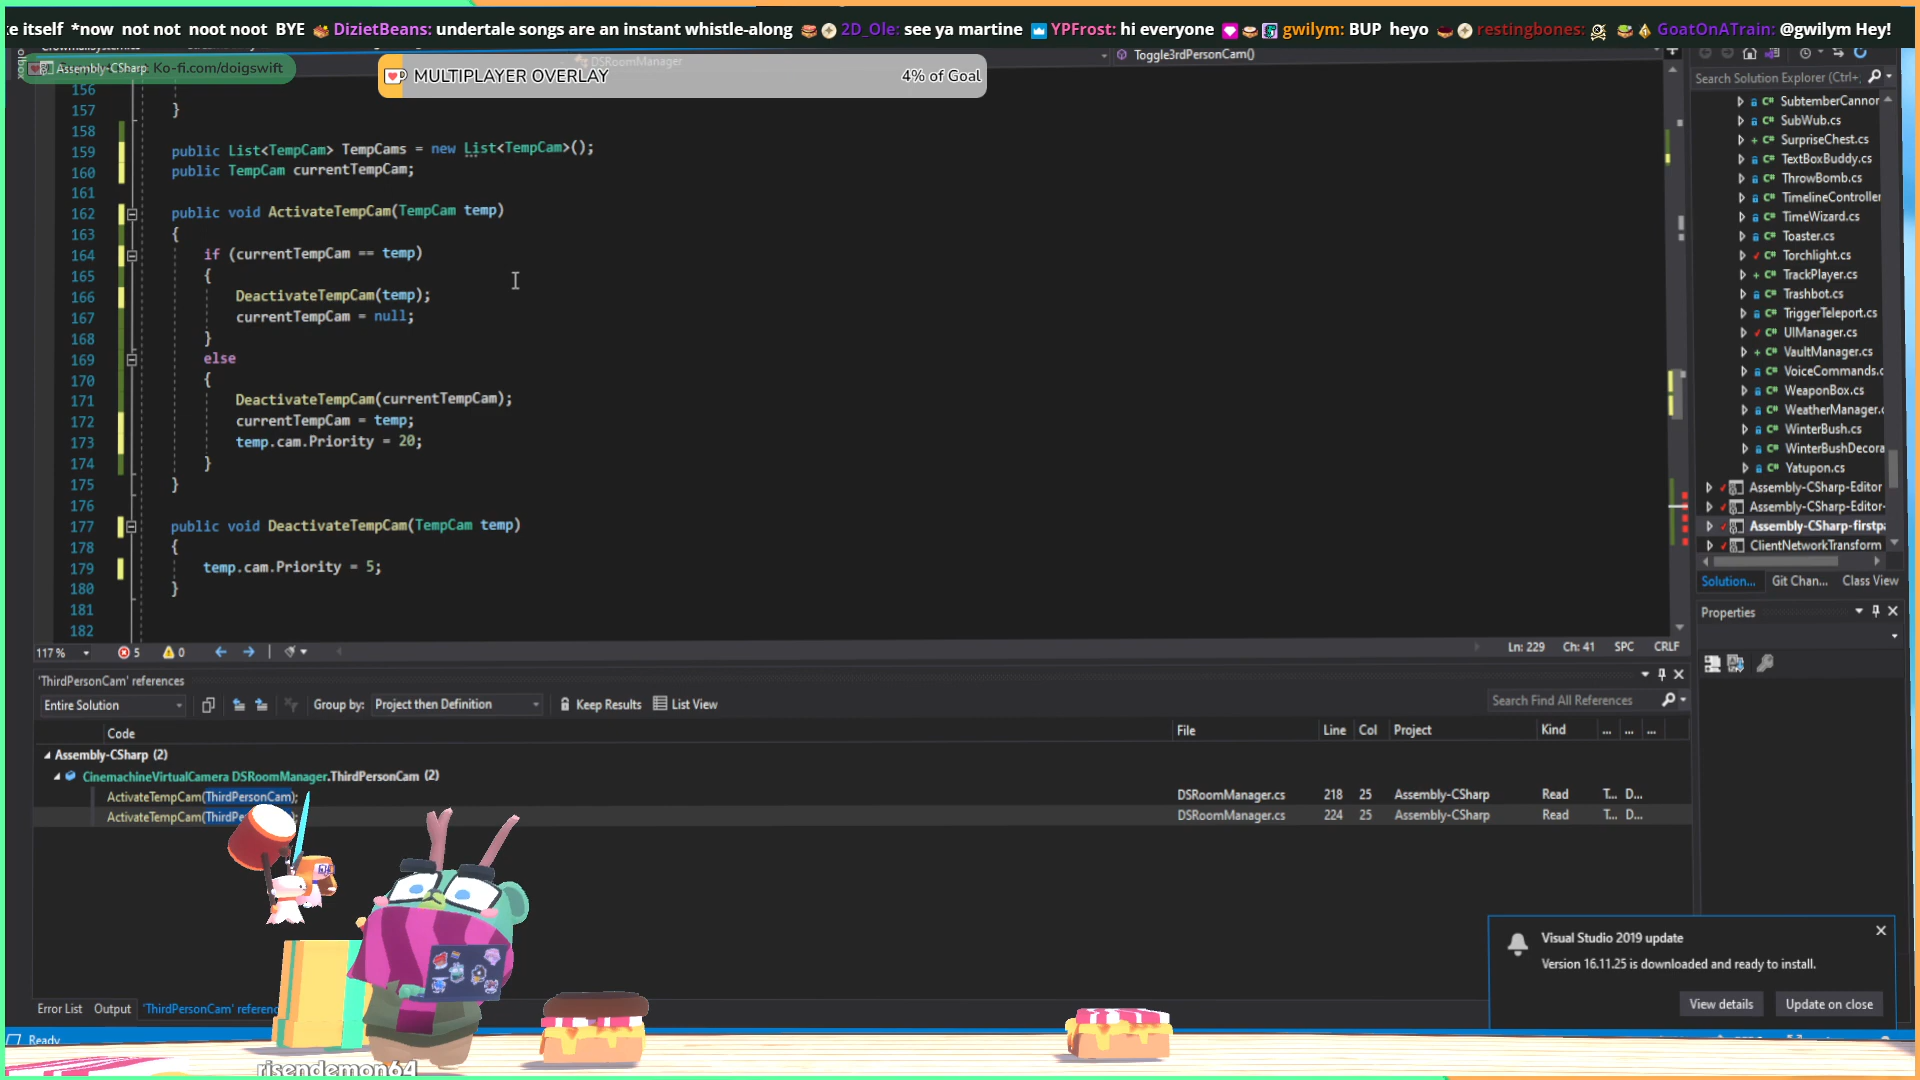 te itself *now not not noot noot BYE DizietBeans: undertale songs are an instant whistle-along 2D_Ole: see ya martine YPFrost: hi everyone gwilym: BUP heyo restingbones: GoatOnATrain: @gwilym Hey!
Assembly-CSharp Ko-fi.com/doigswift
MULTIPLAYER OVERLAY 4% of Goal
DSRoomManager
Toggle3rdPersonCam()
156
157 }
158
159 public List<TempCam> TempCams = new List<TempCam>();
160 public TempCam currentTempCam;
161
162 public void ActivateTempCam(TempCam temp)
163 {
164 if (currentTempCam == temp)
165 {
166 DeactivateTempCam(temp);
167 currentTempCam = null;
168 }
169 else
170 {
171 DeactivateTempCam(currentTempCam);
172 currentTempCam = temp;
173 temp.cam.Priority = 20;
174 }
175 }
176
177 public void DeactivateTempCam(TempCam temp)
178 {
179 temp.cam.Priority = 5;
180 }
181
182
117 % 5 0 Ln: 229 Ch: 41 SPC CRLF
Search Solution Explorer (Ctrl+;
SubtemberCannon
SubWub.cs
SurpriseChest.cs
TextBoxBuddy.cs
ThrowBomb.cs
TimelineController
TimeWizard.cs
Toaster.cs
Torchlight.cs
TrackPlayer.cs
Trashbot.cs
TriggerTeleport.cs
UIManager.cs
VaultManager.cs
VoiceCommands.c
WeaponBox.cs
WeatherManager.c
WinterBush.cs
WinterBushDecora
Yatupon.cs
Assembly-CSharp-Editor
Assembly-CSharp-Editor-
Assembly-CSharp-firstpa
ClientNetworkTransform
Solution... Git Chan... Class View
Properties
'ThirdPersonCam' references
Entire Solution Group by: Project then Definition Keep Results List View Search Find All References
Code File Line Col Project Kind ... ... ...
Assembly-CSharp (2)
CinemachineVirtualCamera DSRoomManager.ThirdPersonCam (2)
ActivateTempCam(ThirdPersonCam); DSRoomManager.cs 218 25 Assembly-CSharp Read T... D...
ActivateTempCam(ThirdPe DSRoomManager.cs 224 25 Assembly-CSharp Read T... D...
Visual Studio 2019 update
Version 16.11.25 is downloaded and ready to install.
View details Update on close
Error List Output 'ThirdPersonCam' referenc
Ready
risendemon64